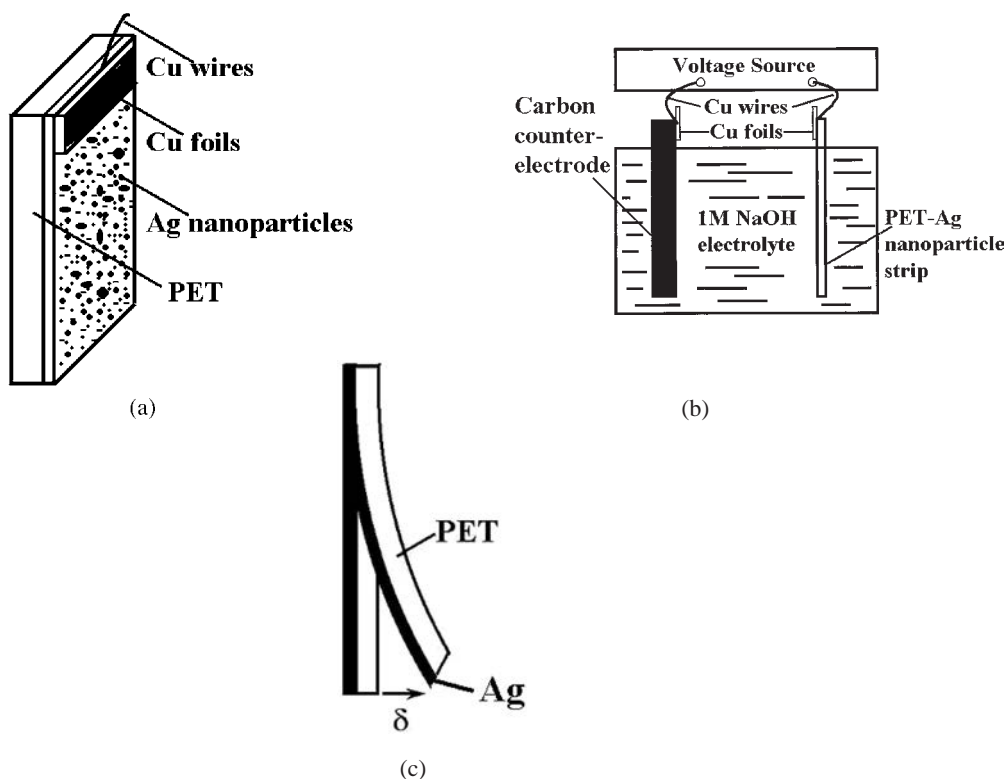 Cu wires
Cu foils
Ag nanoparticles
PET
(a)
Voltage Source
Cu wires
Cu foils
Carbon
counter-
electrode
1M NaOH
electrolyte
PET-Ag
nanoparticle
strip
(b)
PET
Ag
δ
(c)